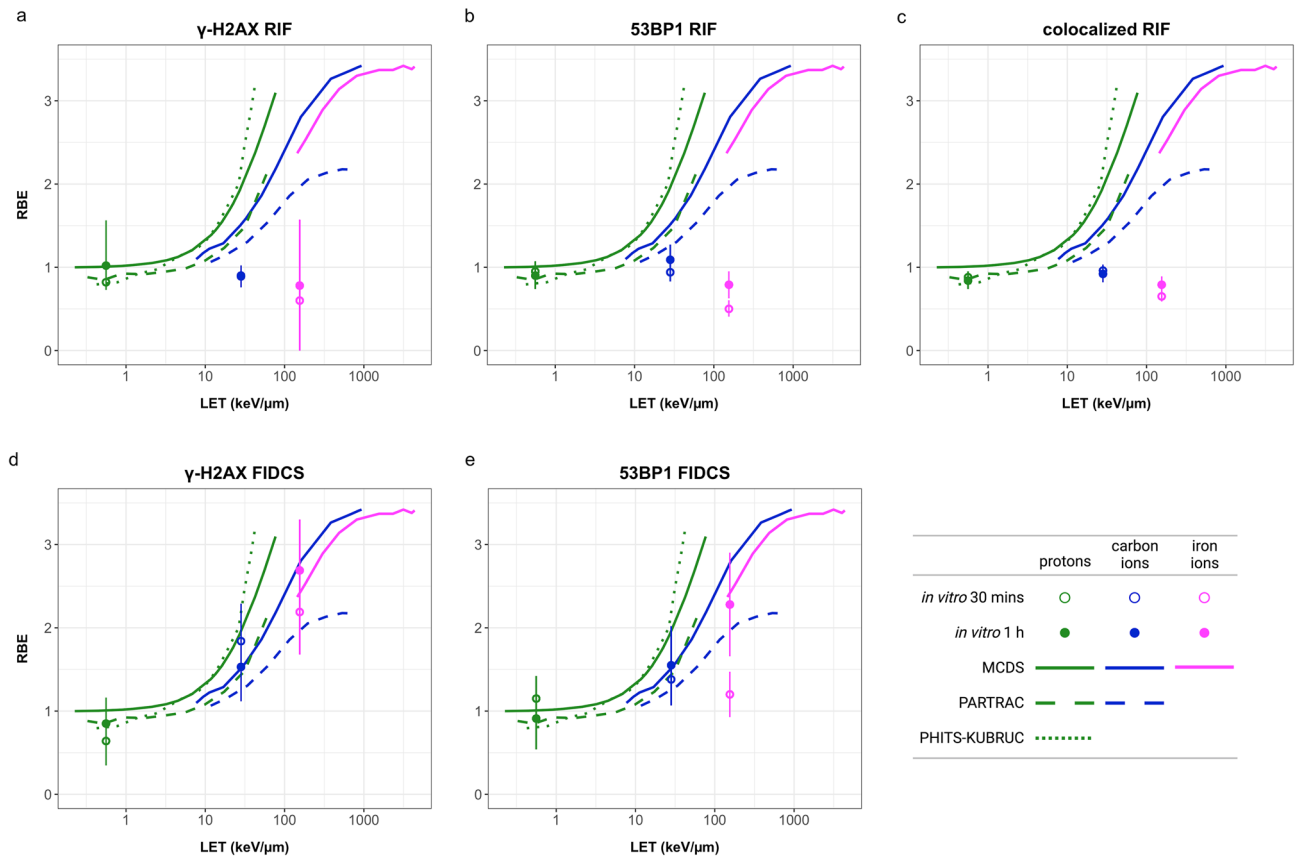 a
γ-H2AX RIF
RBE
3
2
1
0
1 10 100 1000
LET (keV/µm)
b
53BP1 RIF
3
2
1
0
1 10 100 1000
LET (keV/µm)
c
colocalized RIF
3
2
1
0
1 10 100 1000
LET (keV/µm)
d
γ-H2AX FIDCS
RBE
3
2
1
0
1 10 100 1000
LET (keV/µm)
e
53BP1 FIDCS
3
2
1
0
1 10 100 1000
LET (keV/µm)
protons carbon ions iron ions
in vitro 30 mins
in vitro 1 h
MCDS
PARTRAC
PHITS-KUBRUC